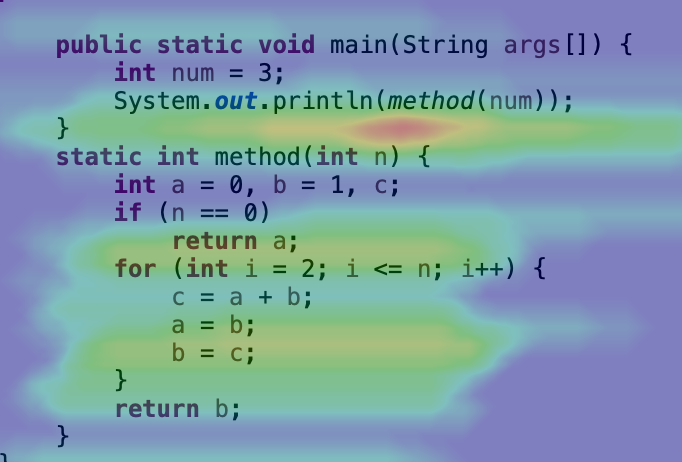 public static void main(String args[]) {
int num = 3;
System.out.println(method(num));
}
static int method(int n) {
int a = 0, b = 1, c;
if (n == 0)
return a;
for (int i = 2; i <= n; i++) {
c = a + b;
a = b;
b = c;
}
return b;
}
}